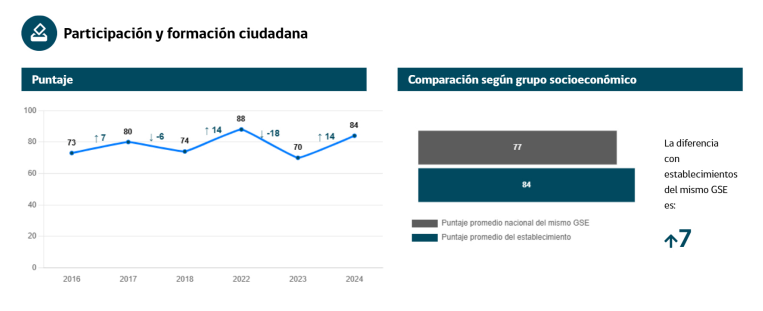 Participación y formación ciudadana
Puntaje
100
80
60
40
20
0
73
↑ 7
80
↓ -6
74
↑ 14
88
↓ -18
70
↑ 14
84
2016
2017
2018
2022
2023
2024
Comparación según grupo socioeconómico
77
84
Puntaje promedio nacional del mismo GSE
Puntaje promedio del establecimiento
La diferencia
con
establecimientos
del mismo GSE
es:
↑7